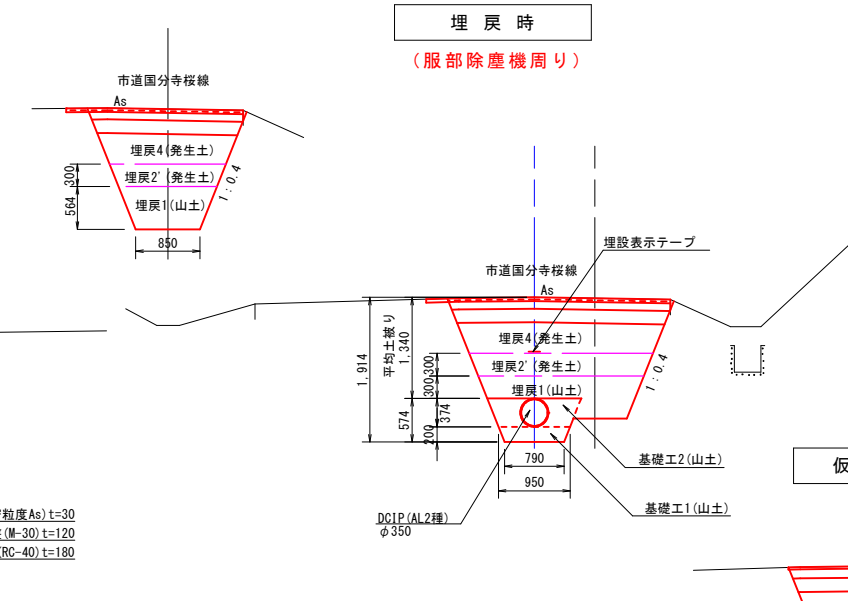 埋戻時
(服部除塵機周り)
市道国分寺桜線
As
埋戻4(発生土)
埋戻2'(発生土)
埋戻1(山土)
1:0.4
300
564
850
埋設表示テープ
市道国分寺桜線
As
埋戻4(発生土)
埋戻2'(発生土)
埋戻1(山土)
1:0.4
1,914
平均土被り
1,340
300
300
574
374
200
790
950
基礎工2(山土)
基礎工1(山土)
DCIP(AL2種)
φ350
粒度As)t=30
(M-30)t=120
(RC-40)t=180
仮